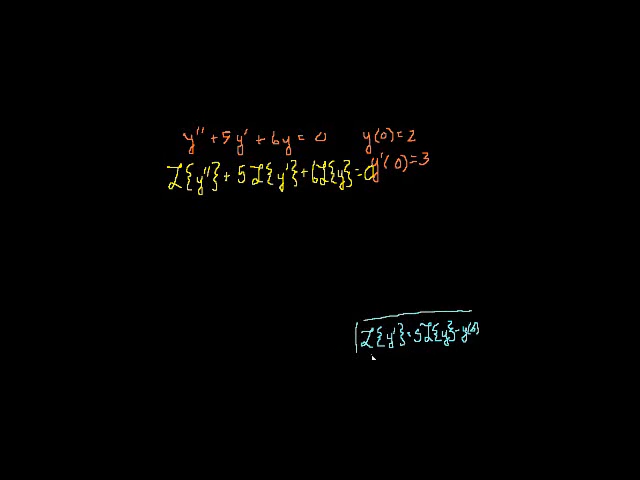 y'' + 5y' + 6y = 0 y(0) = 2
y'(0) = 3
ℒ{y''} + 5ℒ{y'} + 6ℒ{y} = 0
ℒ{y'} = sℒ{y} - y(0)